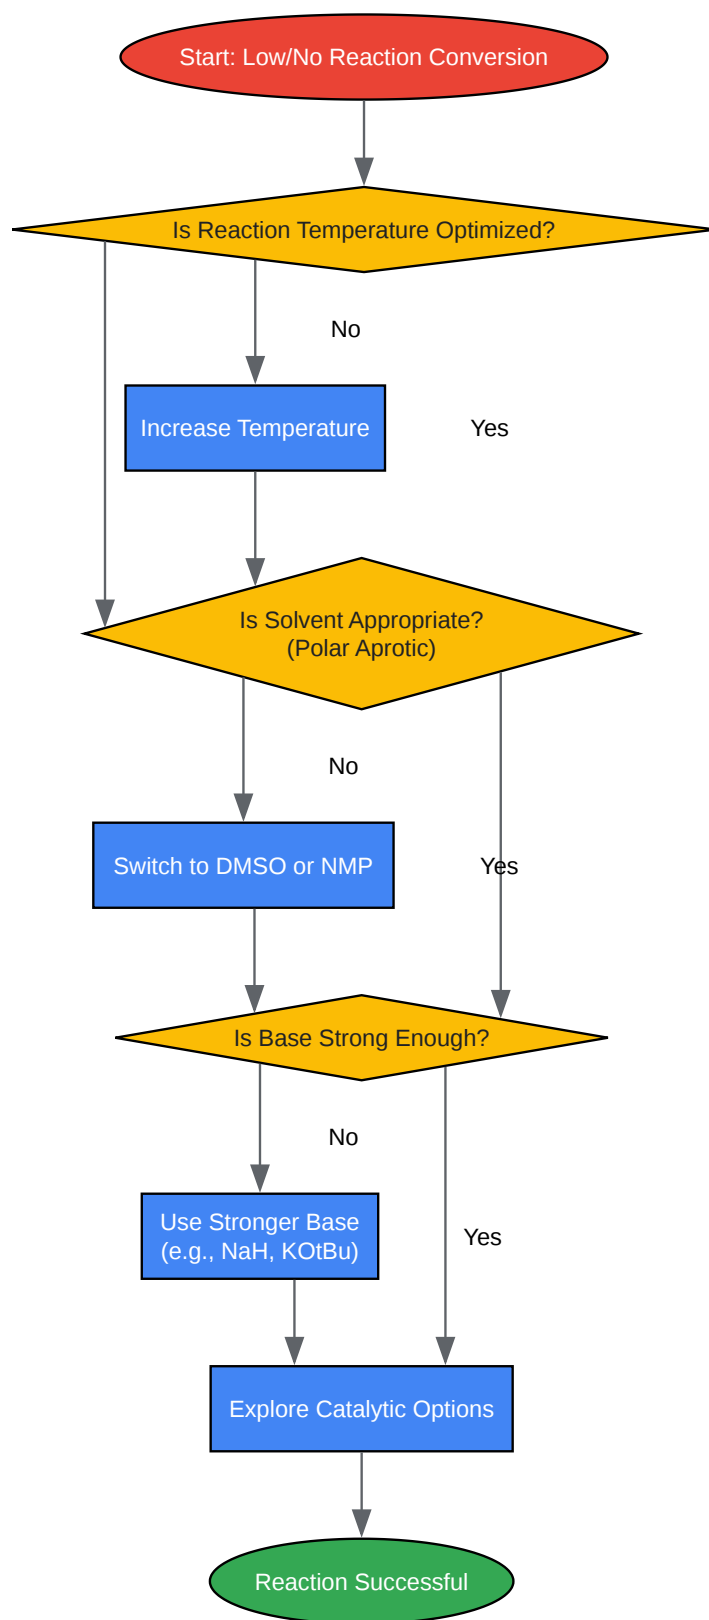 Start: Low/No Reaction Conversion
Is Reaction Temperature Optimized?
No
Increase Temperature
Yes
Is Solvent Appropriate?
(Polar Aprotic)
No
Switch to DMSO or NMP
Yes
Is Base Strong Enough?
No
Use Stronger Base
(e.g., NaH, KOtBu)
Yes
Explore Catalytic Options
Reaction Successful